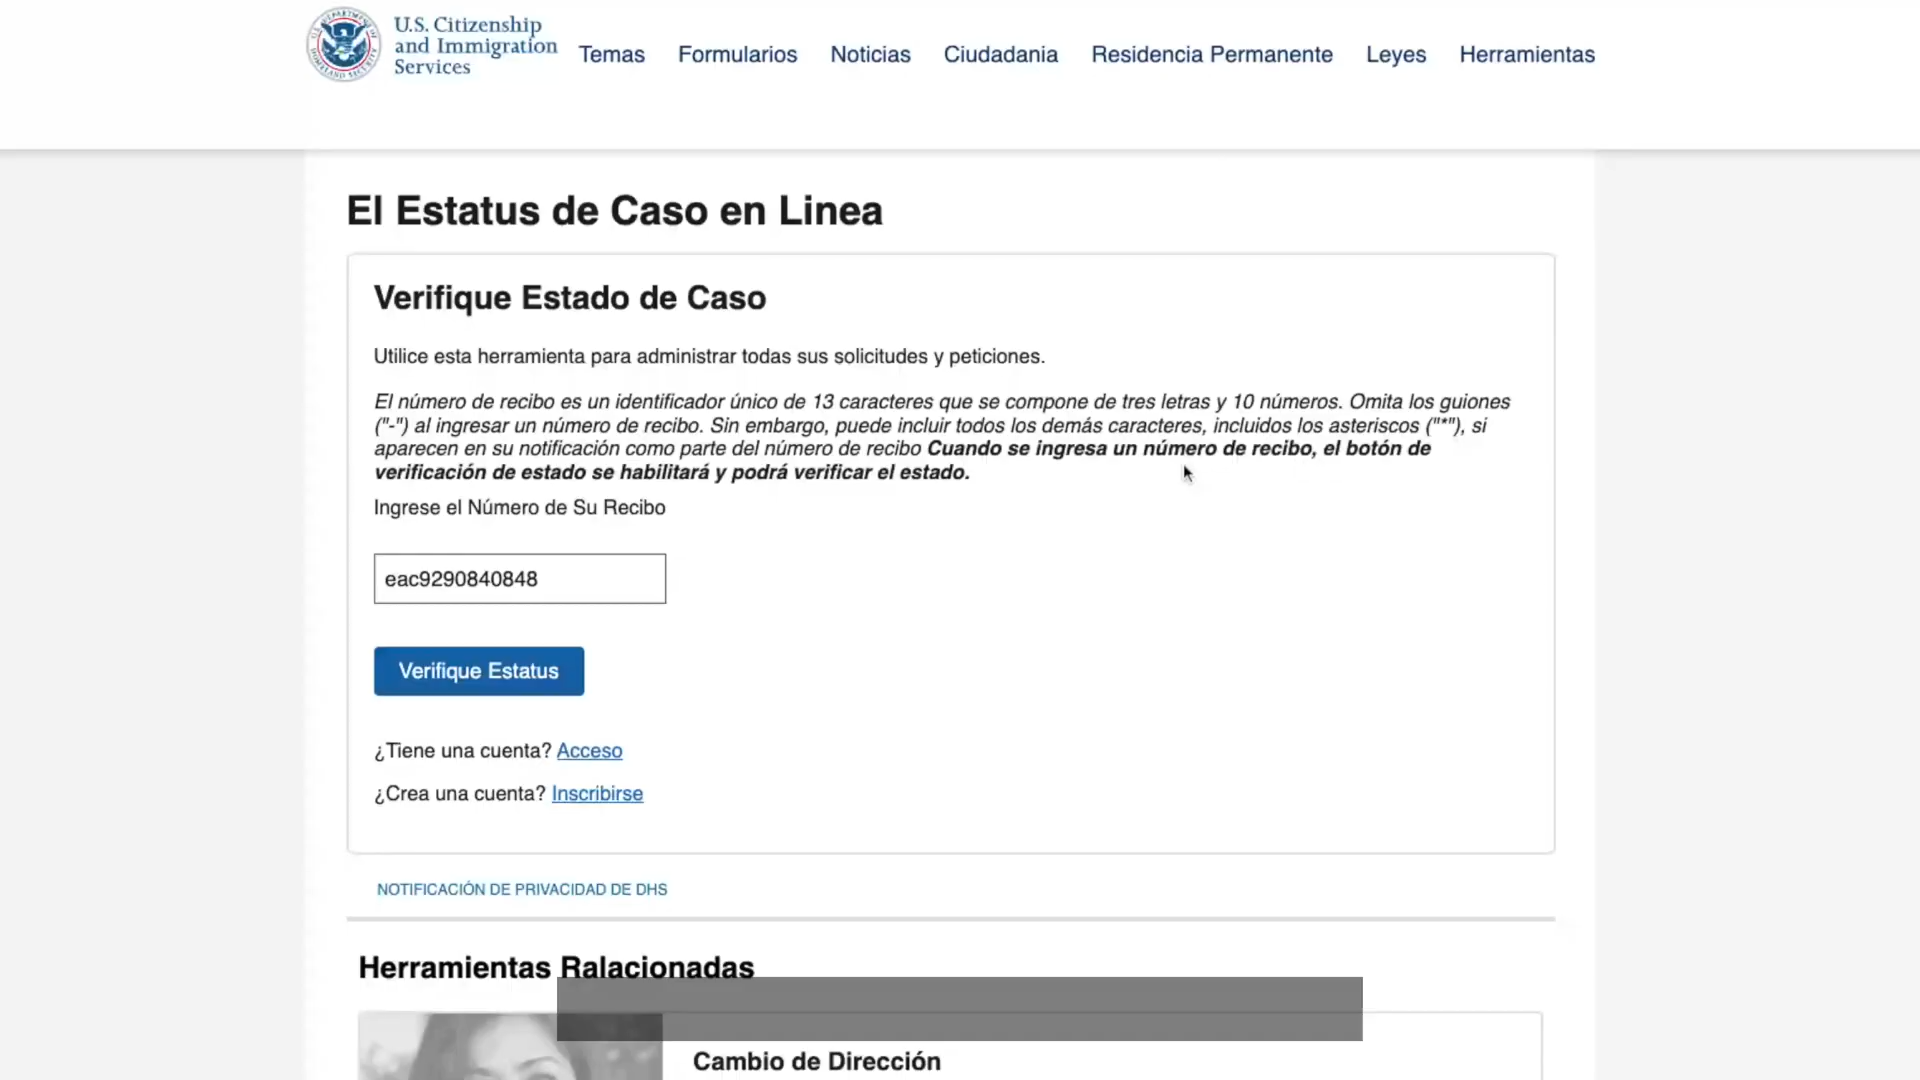 U.S. Citizenship
and Immigration
Services
Temas Formularios Noticias Ciudadania Residencia Permanente Leyes Herramientas
El Estatus de Caso en Linea
Verifique Estado de Caso
Utilice esta herramienta para administrar todas sus solicitudes y peticiones.
El número de recibo es un identificador único de 13 caracteres que se compone de tres letras y 10 números. Omita los guiones
("-") al ingresar un número de recibo. Sin embargo, puede incluir todos los demás caracteres, incluidos los asteriscos ("*"), si
aparecen en su notificación como parte del número de recibo Cuando se ingresa un número de recibo, el botón de
verificación de estado se habilitará y podrá verificar el estado.
Ingrese el Número de Su Recibo
eac9290840848
Verifique Estatus
¿Tiene una cuenta? Acceso
¿Crea una cuenta? Inscribirse
NOTIFICACIÓN DE PRIVACIDAD DE DHS
Herramientas Ralacionadas
Cambio de Dirección